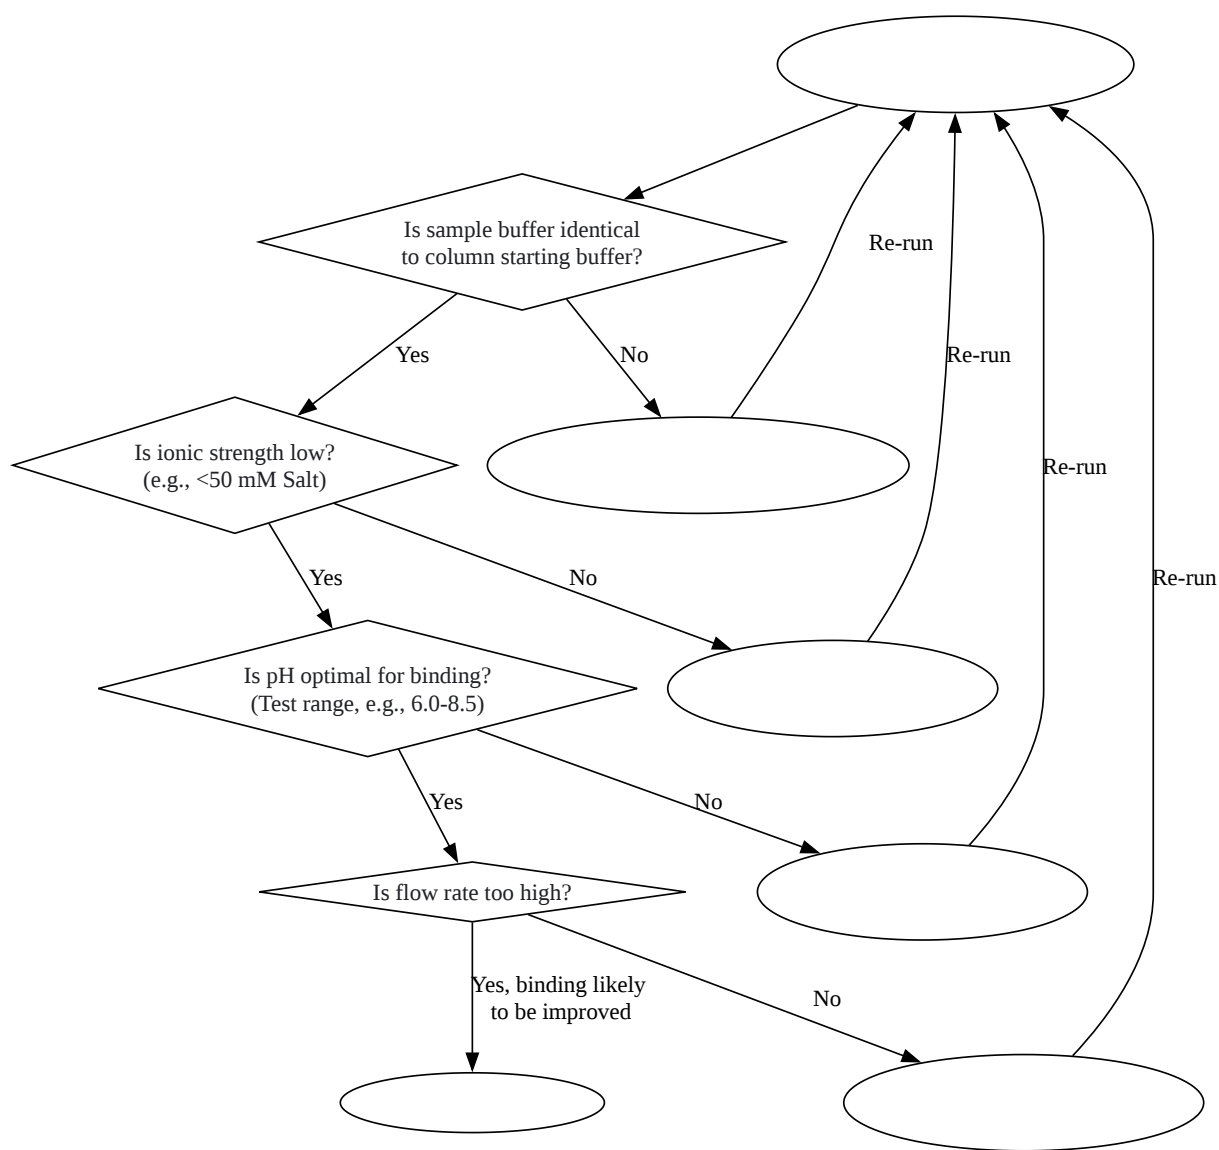 Is sample buffer identical
to column starting buffer?
Re-run
Yes
No
Re-run
Is ionic strength low?
(e.g., <50 mM Salt)
Re-run
Yes
No
Re-run
Is pH optimal for binding?
(Test range, e.g., 6.0-8.5)
Yes
No
Is flow rate too high?
Yes, binding likely
to be improved
No